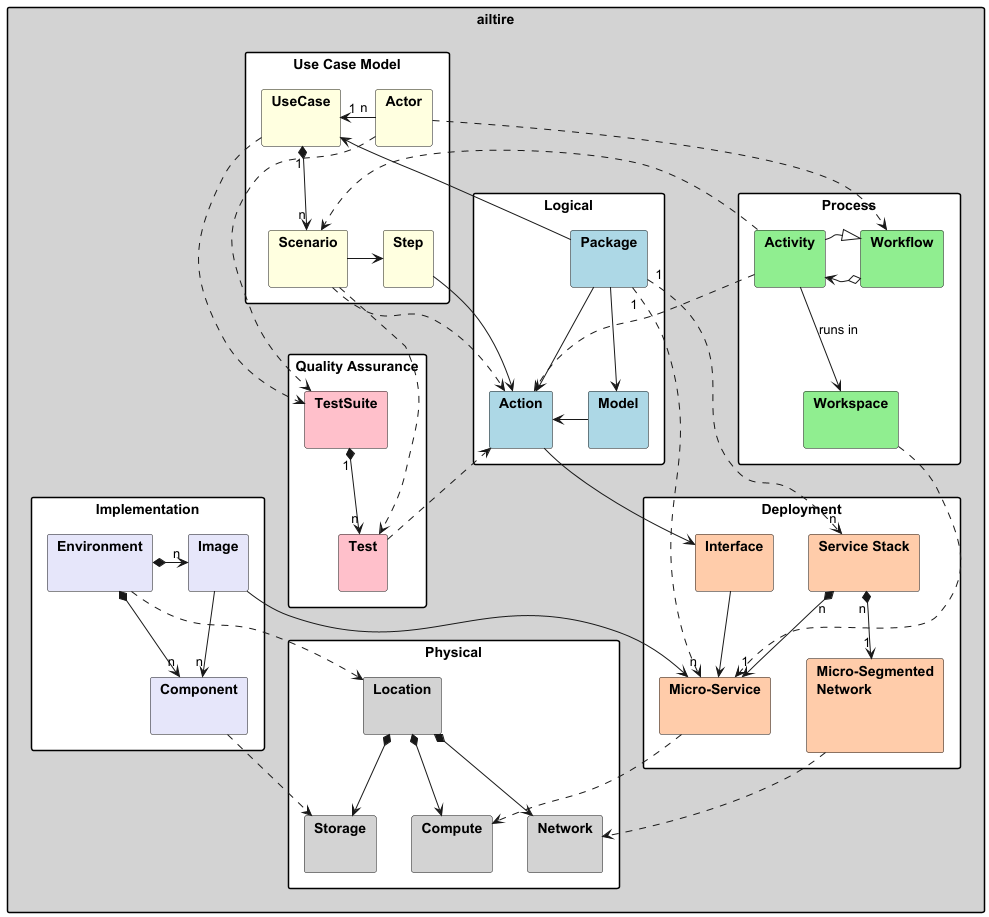 ailtire
Use Case Model
UseCase
Actor
1
n
1
n
Scenario
Step
Logical
Package
1
1
Action
Model
Process
Activity
Workflow
runs in
Workspace
Quality Assurance
TestSuite
1
n
Test
Implementation
Environment
n
Image
n
n
Component
Deployment
n
Interface
Service Stack
n
n
n
1
1
Micro-Service
Micro-Segmented
Network
Physical
Location
Storage
Compute
Network